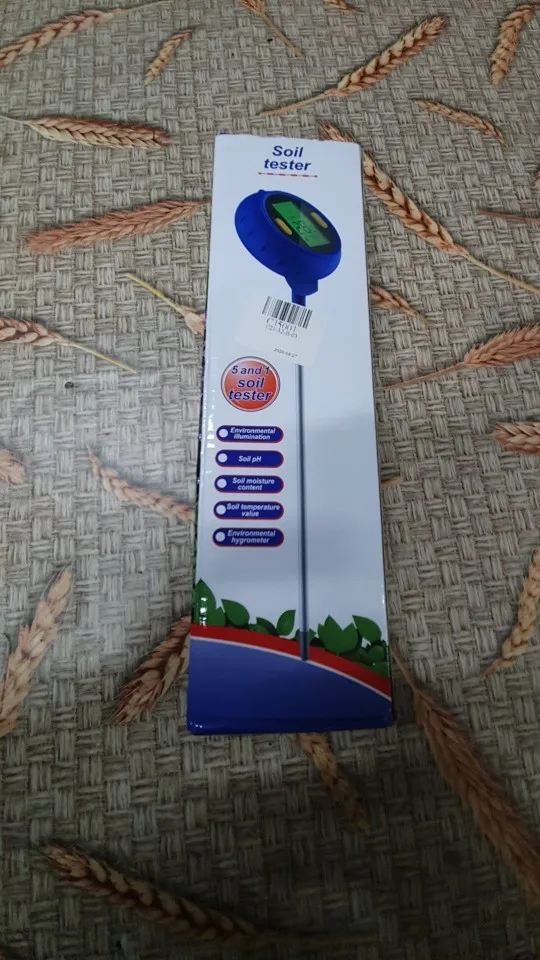 Soil
tester
C15001
5 and 1
soil
tester
Environmental
illumination
Soil pH
Soil moisture
content
Soil temperature
value
Environmental
hygrometer